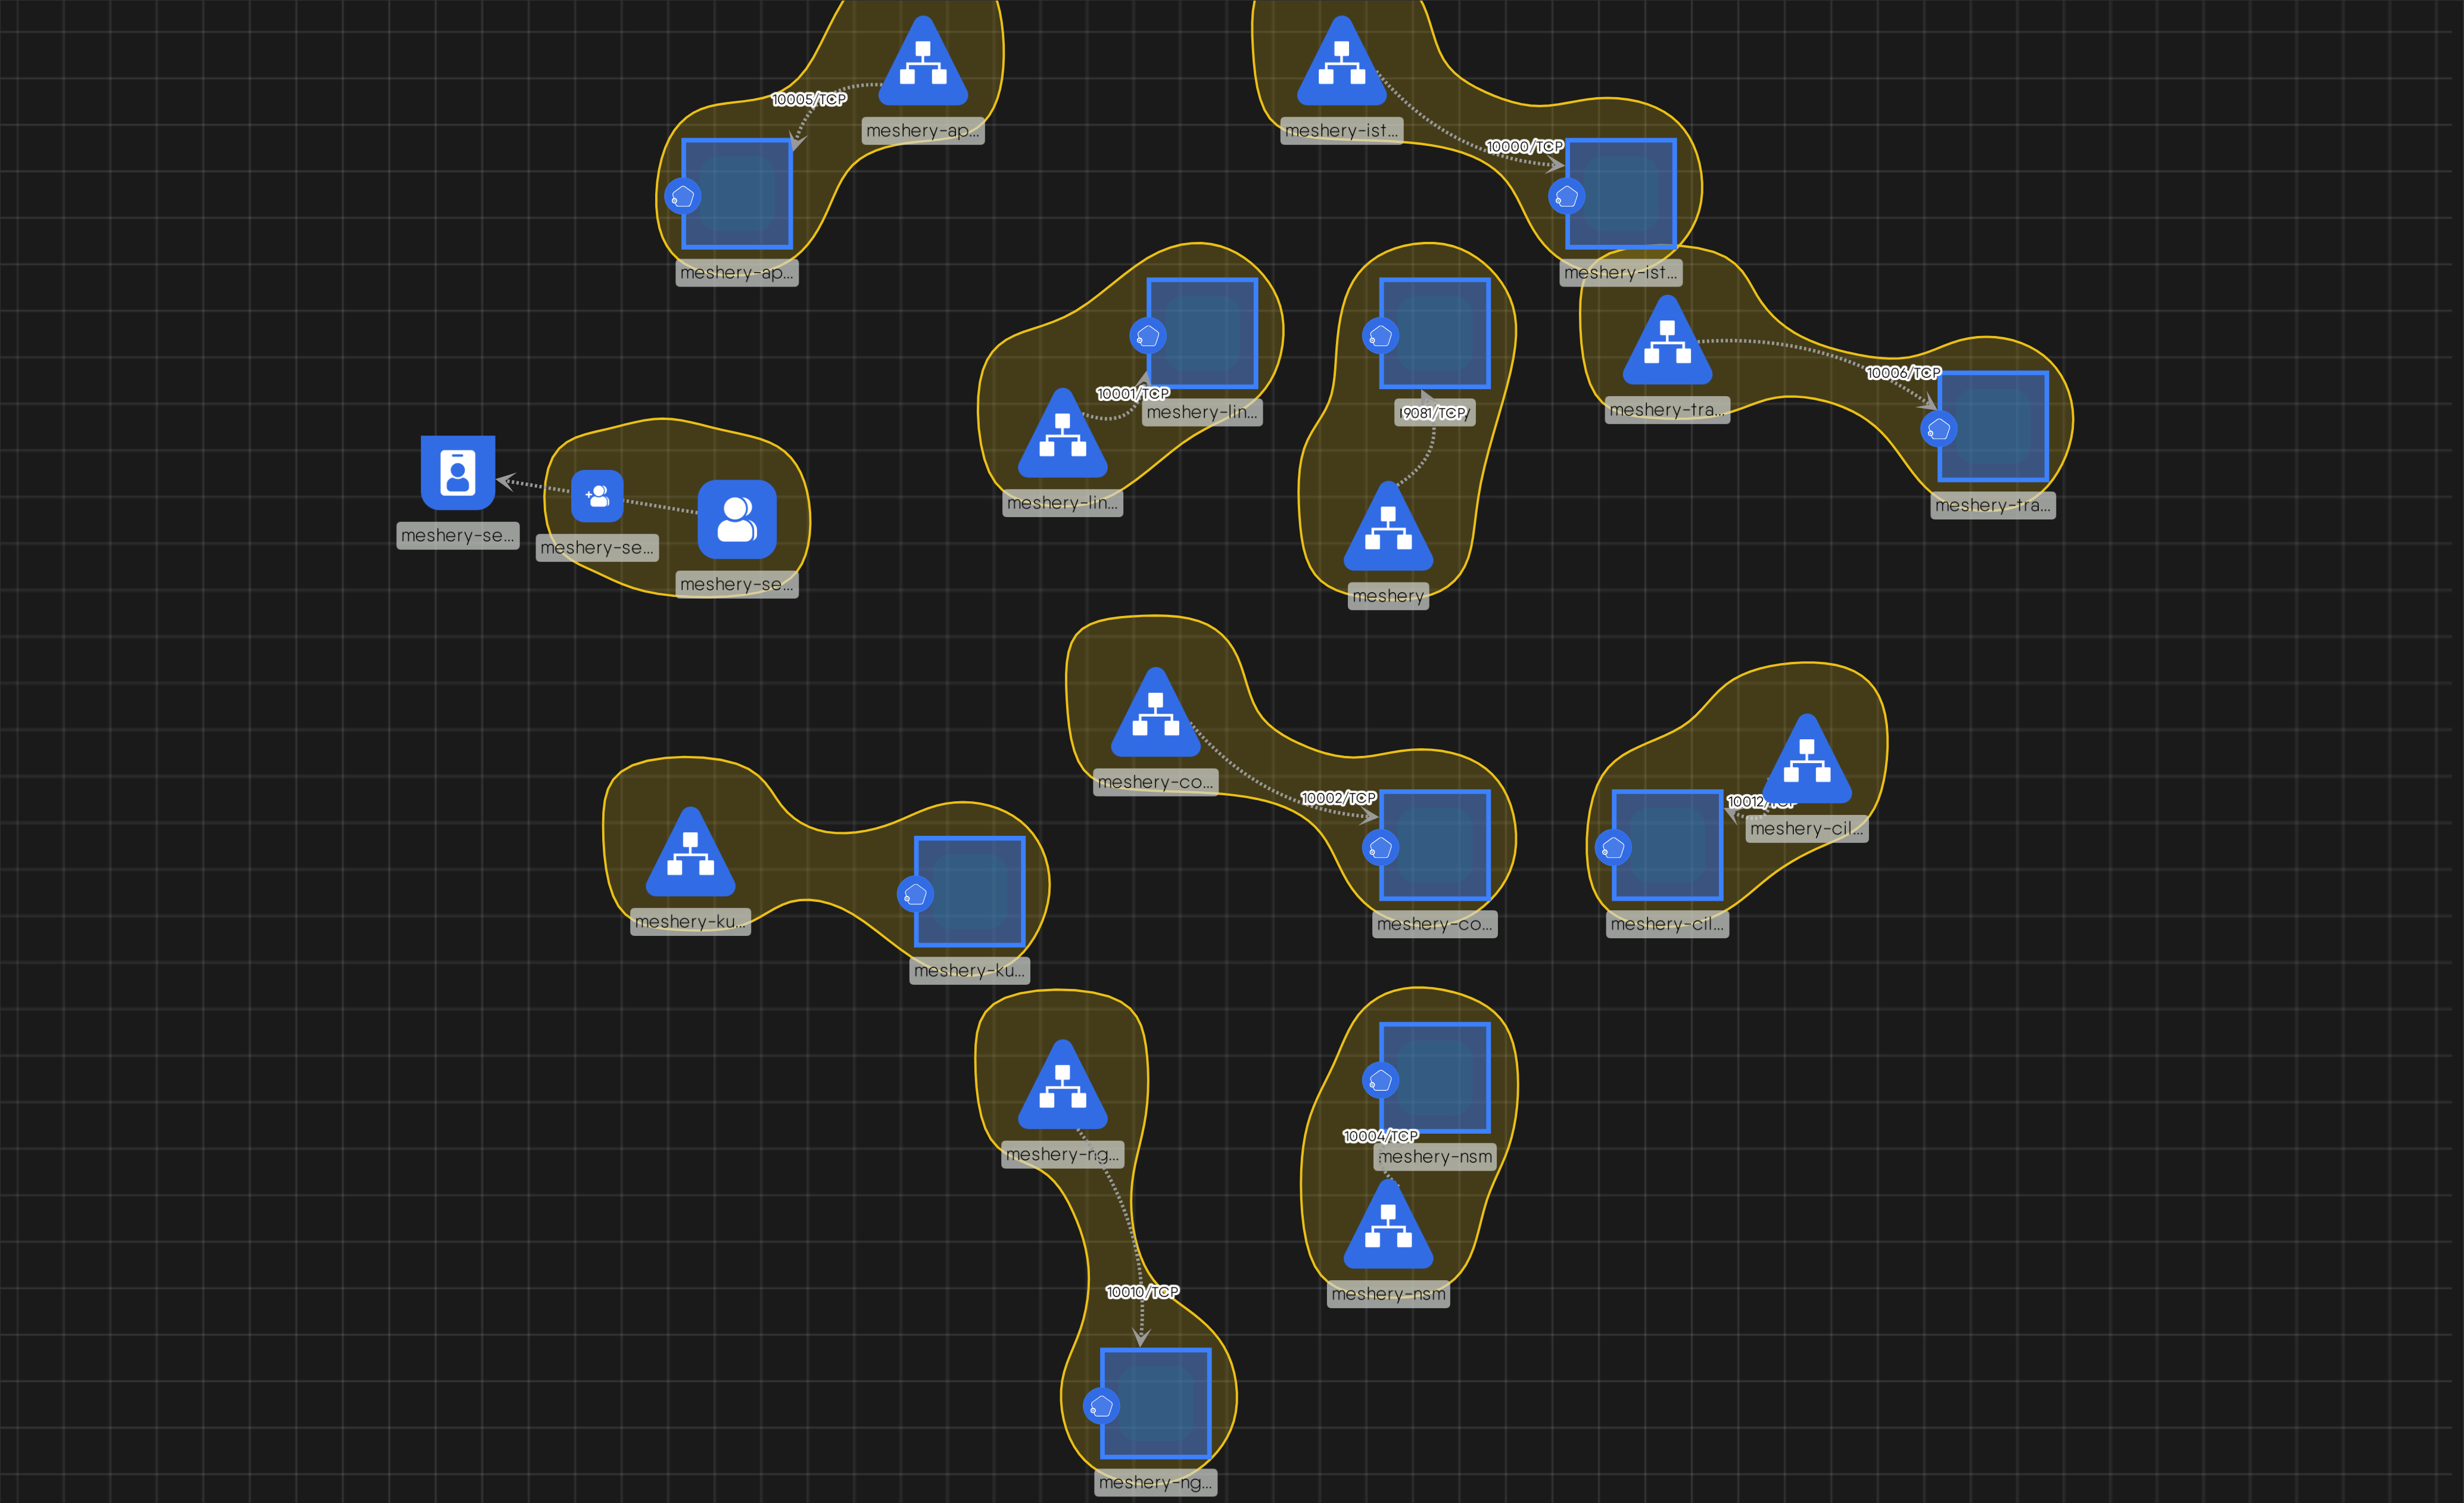 10005/TCP
meshery-ap...
meshery-ap...
meshery-ist...
10000/TCP
meshery-ist...
10001/TCP
meshery-lin...
meshery-lin...
9081/TCP
meshery
meshery-tra...
10006/TCP
meshery-tra...
meshery-se...
meshery-se...
meshery-se...
meshery-co...
10002/TCP
meshery-co...
10012/TCP
meshery-cil...
meshery-cil...
meshery-ku...
meshery-ku...
meshery-ng...
10010/TCP
meshery-ng...
10004/TCP
meshery-nsm
meshery-nsm